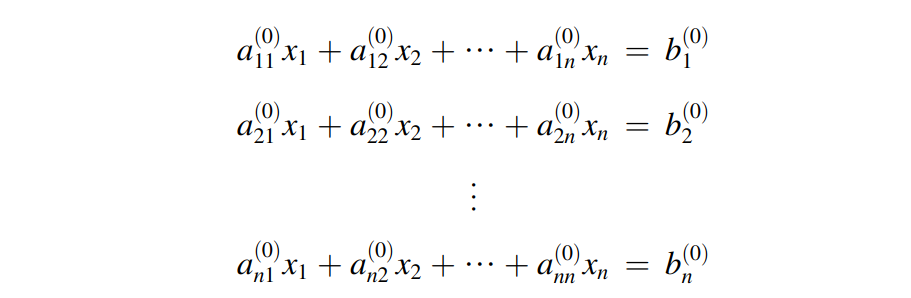 $a_{11}^{(0)}x_1 + a_{12}^{(0)}x_2 + \cdots + a_{1n}^{(0)}x_n = b_1^{(0)}$
$a_{21}^{(0)}x_1 + a_{22}^{(0)}x_2 + \cdots + a_{2n}^{(0)}x_n = b_2^{(0)}$
$\vdots$
$a_{n1}^{(0)}x_1 + a_{n2}^{(0)}x_2 + \cdots + a_{nn}^{(0)}x_n = b_n^{(0)}$